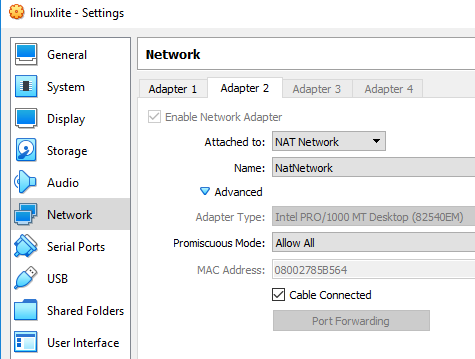 linuxlite - Settings
General
System
Display
Storage
Audio
Network
Serial Ports
USB
Shared Folders
User Interface
Network
Adapter 1 Adapter 2 Adapter 3 Adapter 4
Enable Network Adapter
Attached to: NAT Network
Name: NatNetwork
Advanced
Adapter Type: Intel PRO/1000 MT Desktop (82540EM)
Promiscuous Mode: Allow All
MAC Address: 08002785B564
Cable Connected
Port Forwarding